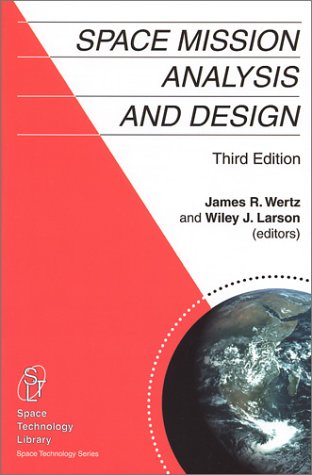 SPACE MISSION
ANALYSIS
AND DESIGN
Third Edition
James R. Wertz
and Wiley J. Larson
(editors)
S
L T
Space
Technology
Library
Space Technology Series